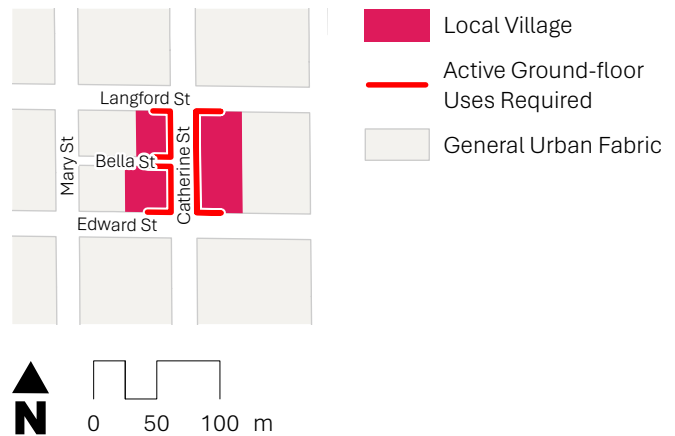 Local Village
Active Ground-floor
Uses Required
General Urban Fabric
Langford St
Mary St
Bella St
Catherine St
Edward St
N
0 50 100 m